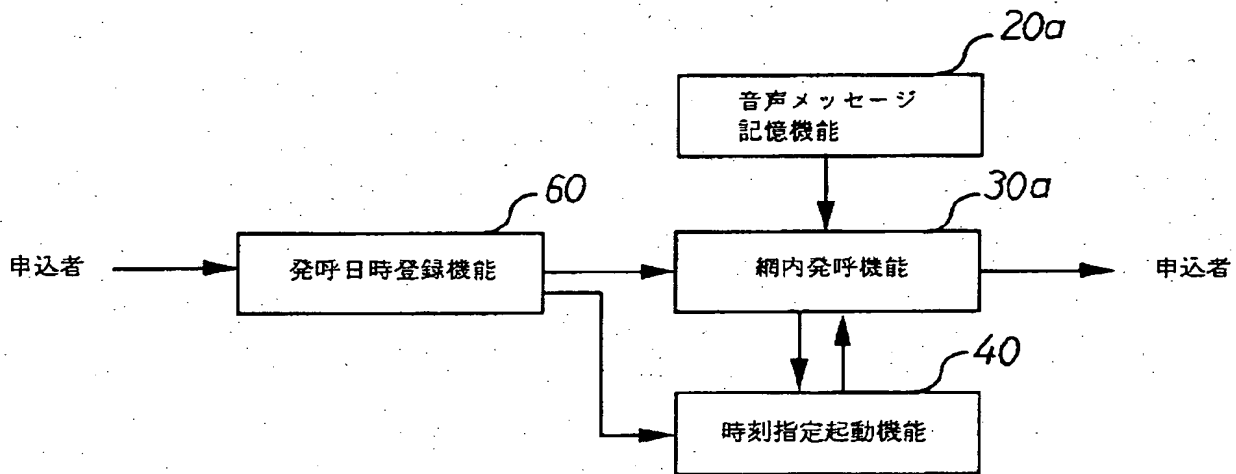 20a
音声メッセージ
記憶機能
60
30a
申込者
発呼日時登録機能
網内発呼機能
申込者
40
時刻指定起動機能